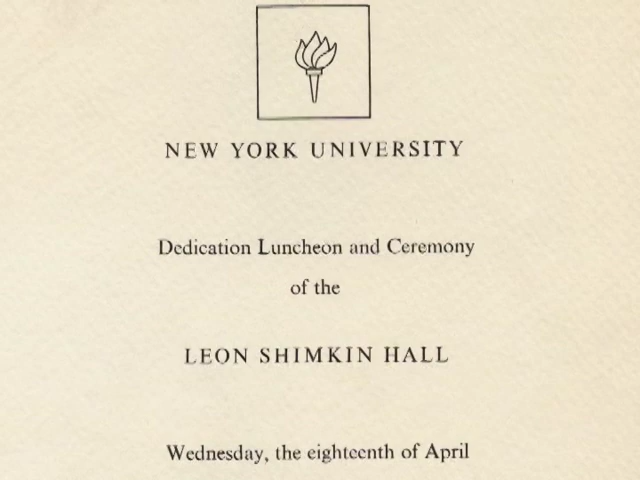 NEW YORK UNIVERSITY
Dedication Luncheon and Ceremony
of the
LEON SHIMKIN HALL
Wednesday, the eighteenth of April